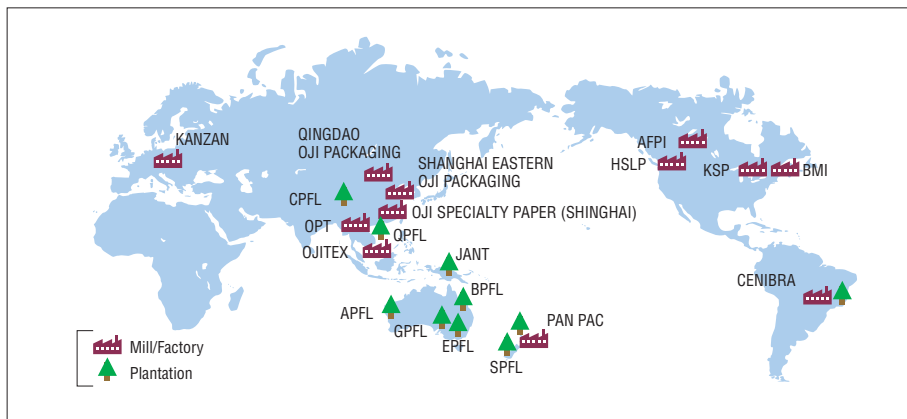 KANZAN
QINGDAO
OJI PACKAGING
SHANGHAI EASTERN
OJI PACKAGING
CPFL
OJI SPECIALTY PAPER (SHINGHAI)
OPT
QPFL
OJITEX
JANT
BPFL
APFL
GPFL
EPFL
PAN PAC
SPFL
AFPI
HSLP
KSP
BMI
CENIBRA
Mill/Factory
Plantation